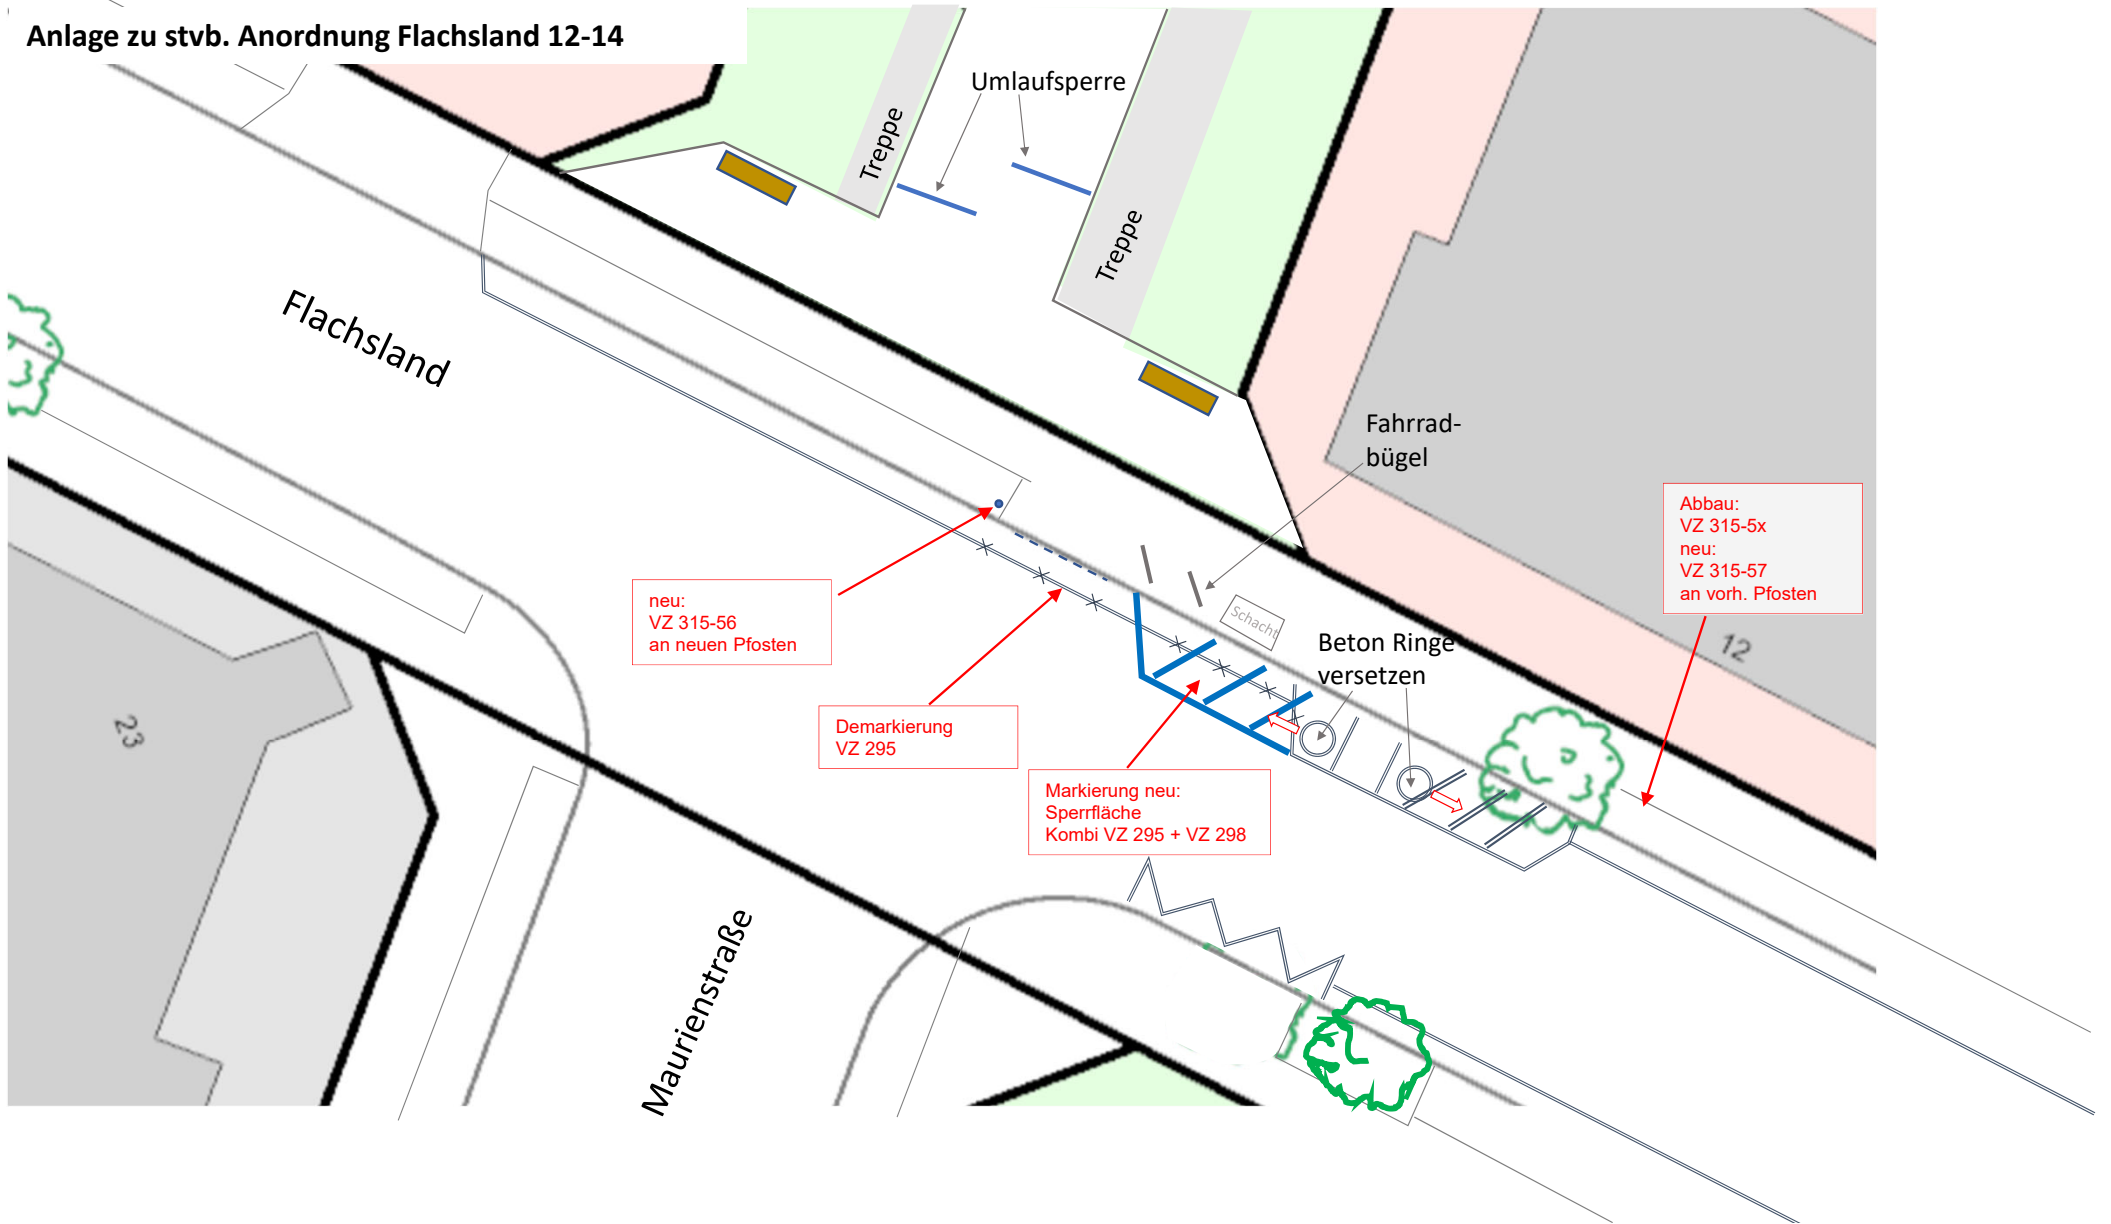 Anlage zu stvb. Anordnung Flachsland 12-14
Umlaufsperre
Treppe
Treppe
Flachsland
Fahrrad-
bügel
Abbau:
VZ 315-5x
neu:
VZ 315-57
an vorh. Pfosten
neu:
VZ 315-56
an neuen Pfosten
Schacht
Beton Ringe
versetzen
12
23
Demarkierung
VZ 295
Markierung neu:
Sperrfläche
Kombi VZ 295 + VZ 298
Maurienstraße